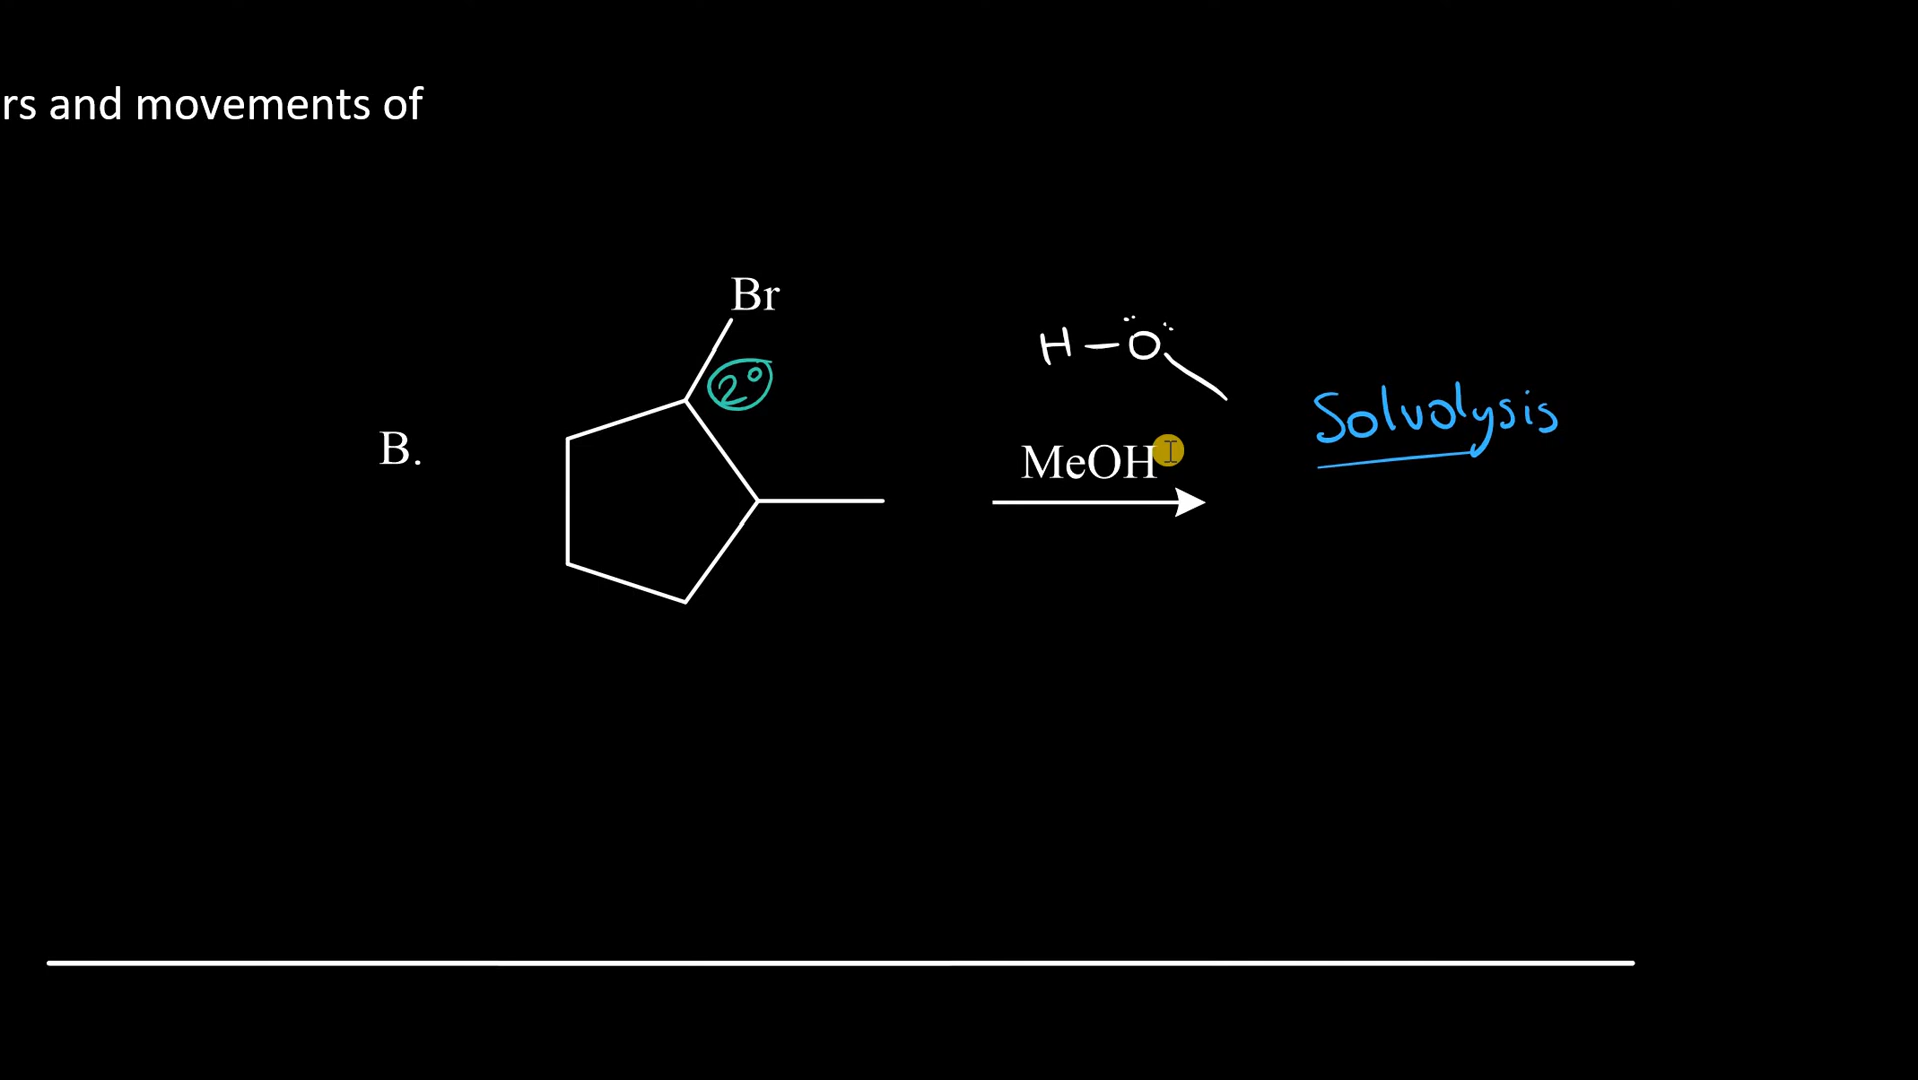 rs and movements of
Br
2°
H-O
Solvolysis
B.
MeOH